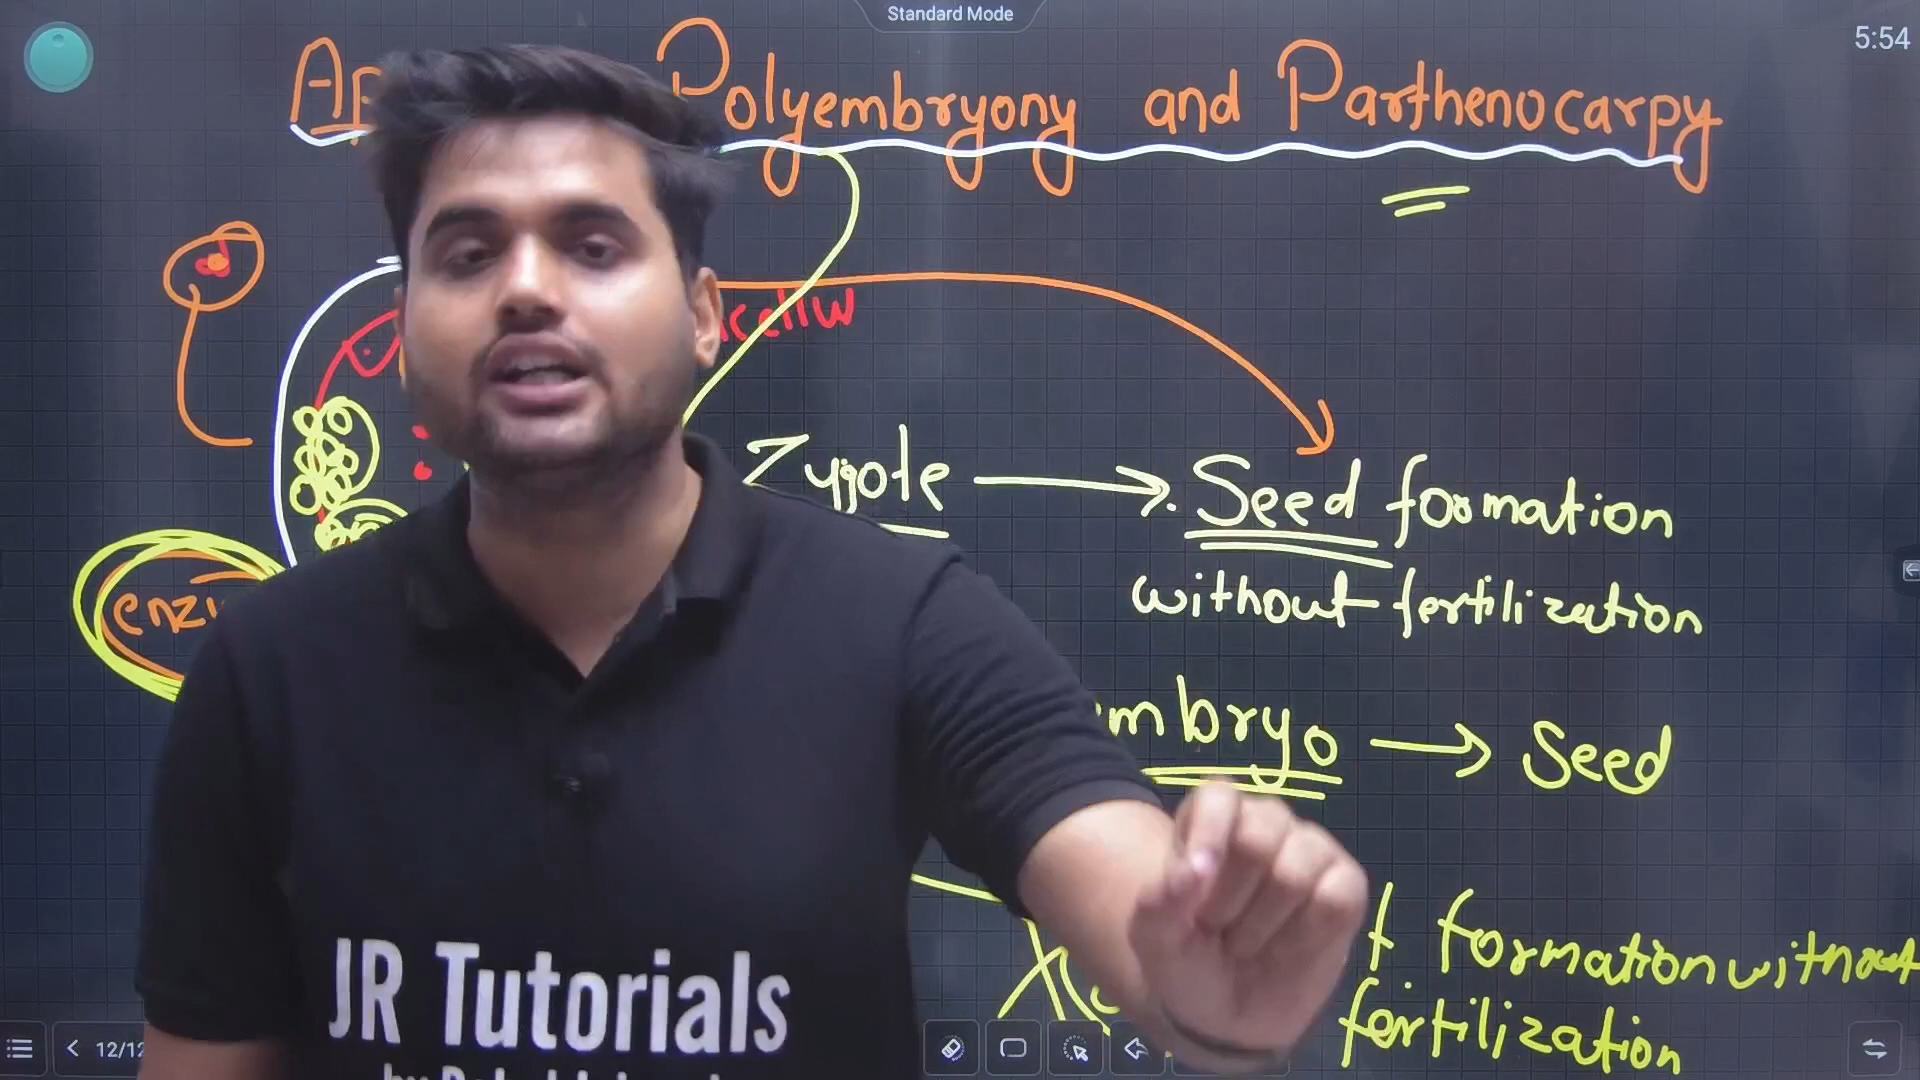 Standard Mode
5:54
Polyembryony and Parthenocarpy
Zygote → Seed formation
without fertilization
mbryo → Seed
formation without
fertilization
12/12
JR Tutorials